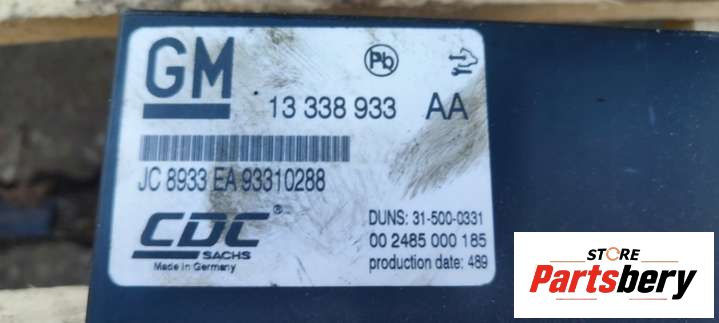 GM
Pb
13 338 933 AA
JC 8933 EA 93310288
CDC®
SACHS
Made in Germany
DUNS: 31-500-0331
00 2485 000 185
production date: 489
STORE
Partsbery